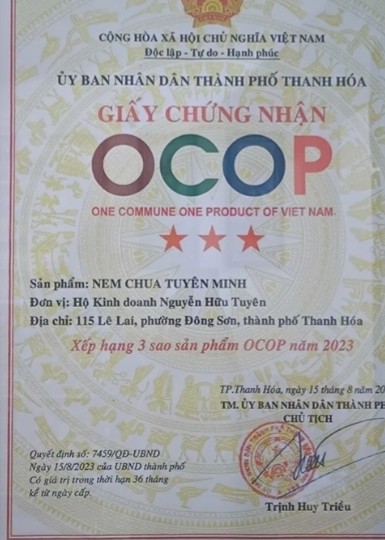 CỘNG HÒA XÃ HỘI CHỦ NGHĨA VIỆT NAM
Độc lập - Tự do - Hạnh phúc
ỦY BAN NHÂN DÂN THÀNH PHỐ THANH HÓA
GIẤY CHỨNG NHẬN
OCOP
ONE COMMUNE ONE PRODUCT OF VIET NAM
Sản phẩm: NEM CHUA TUYÊN MINH
Đơn vị: Hộ Kinh doanh Nguyễn Hữu Tuyên
Địa chỉ: 115 Lê Lai, phường Đông Sơn, thành phố Thanh Hóa
Xếp hạng 3 sao sản phẩm OCOP năm 2023
TP.Thanh Hóa, ngày 15 tháng 8 năm 20
TM. ỦY BAN NHÂN DÂN THÀNH PH
CHỦ TỊCH
Quyết định số: 7459/QĐ-UBND
Ngày 15/8/2023 của UBND thành phố
Có giá trị trong thời hạn 36 tháng
kể từ ngày cấp.
Trịnh Huy Triều